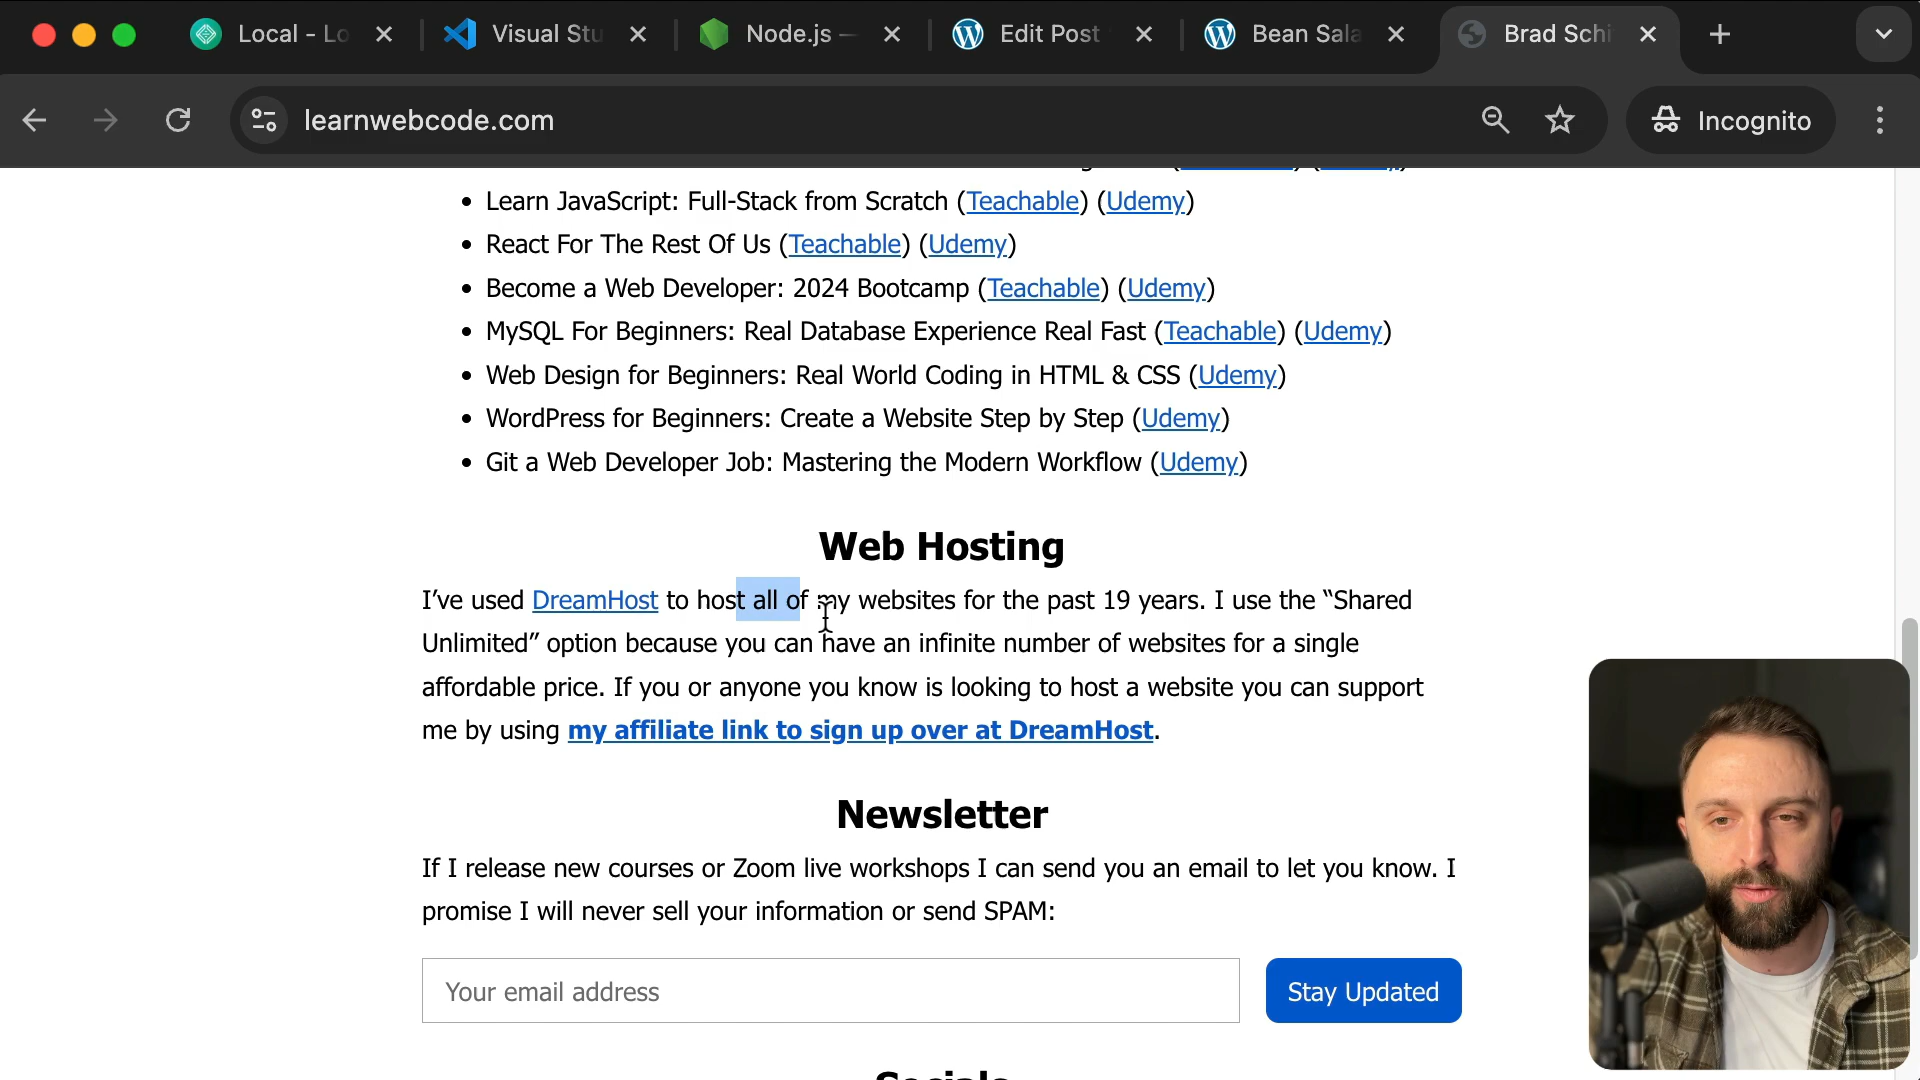 Local - Lo
Visual Stu
Node.js —
Edit Post
Bean Sala
Brad Schi
learnwebcode.com
Incognito
• Learn JavaScript: Full-Stack from Scratch (Teachable) (Udemy)
• React For The Rest Of Us (Teachable) (Udemy)
• Become a Web Developer: 2024 Bootcamp (Teachable) (Udemy)
• MySQL For Beginners: Real Database Experience Real Fast (Teachable) (Udemy)
• Web Design for Beginners: Real World Coding in HTML & CSS (Udemy)
• WordPress for Beginners: Create a Website Step by Step (Udemy)
• Git a Web Developer Job: Mastering the Modern Workflow (Udemy)
Web Hosting
I’ve used DreamHost to host all of my websites for the past 19 years. I use the “Shared
Unlimited” option because you can have an infinite number of websites for a single
affordable price. If you or anyone you know is looking to host a website you can support
me by using my affiliate link to sign up over at DreamHost.
Newsletter
If I release new courses or Zoom live workshops I can send you an email to let you know. I
promise I will never sell your information or send SPAM:
Your email address
Stay Updated
Socials